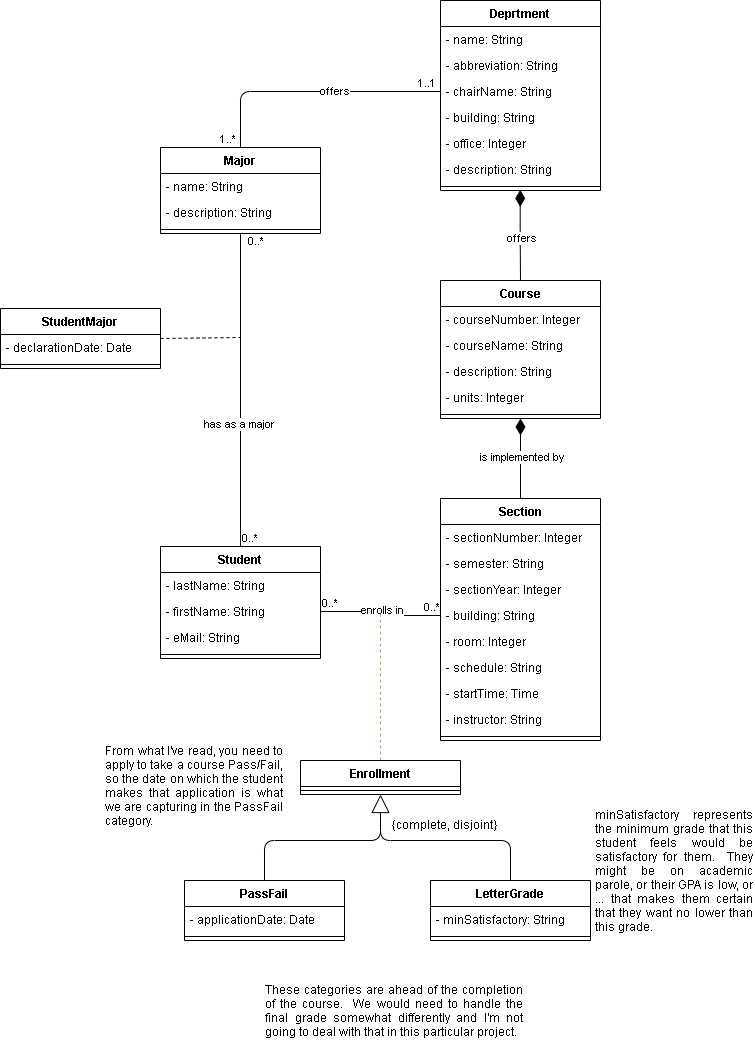 Deprtment
- name: String
- abbreviation: String
- chairName: String
- building: String
- office: Integer
- description: String
1..1
offers
1..*
Major
- name: String
- description: String
0..*
offers
Course
- courseNumber: Integer
- courseName: String
- description: String
- units: Integer
StudentMajor
- declarationDate: Date
has as a major
is implemented by
0..*
Student
- lastName: String
- firstName: String
- eMail: String
0..*
enrolls in
0..*
Section
- sectionNumber: Integer
- semester: String
- sectionYear: Integer
- building: String
- room: Integer
- schedule: String
- startTime: Time
- instructor: String
From what I've read, you need to
apply to take a course Pass/Fail,
so the date on which the student
makes that application is what
we are capturing in the PassFail
category.
Enrollment
{complete, disjoint}
PassFail
- applicationDate: Date
LetterGrade
- minSatisfactory: String
minSatisfactory represents
the minimum grade that this
student feels would be
satisfactory for them. They
might be on academic
parole, or their GPA is low, or
... that makes them certain
that they want no lower than
this grade.
These categories are ahead of the completion
of the course. We would need to handle the
final grade somewhat differently and I'm not
going to deal with that in this particular project.